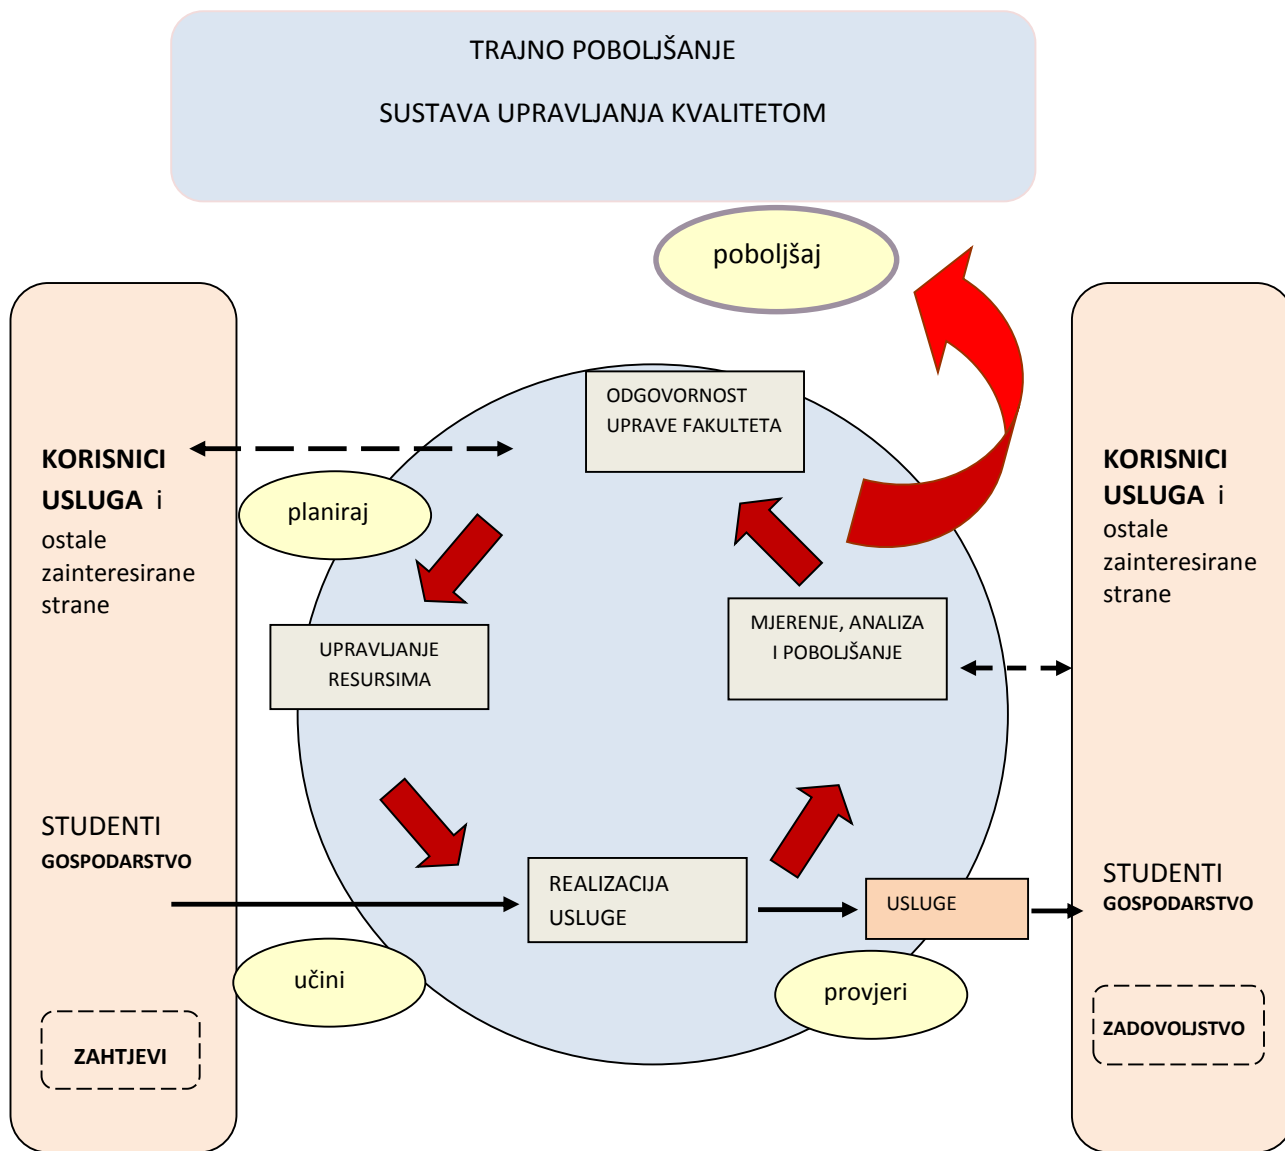 TRAJNO POBOLJŠANJE
SUSTAVA UPRAVLJANJA KVALITETOM
poboljšaj
KORISNICI
USLUGA i
ostale
zainteresirane
strane
STUDENTI
GOSPODARSTVO
ZAHTJEVI
ODGOVORNOST
UPRAVE FAKULTETA
planiraj
UPRAVLJANJE
RESURSIMA
MJERENJE, ANALIZA
I POBOLJŠANJE
REALIZACIJA
USLUGE
USLUGE
učini
provjeri
KORISNICI
USLUGA i
ostale
zainteresirane
strane
STUDENTI
GOSPODARSTVO
ZADOVOLJSTVO